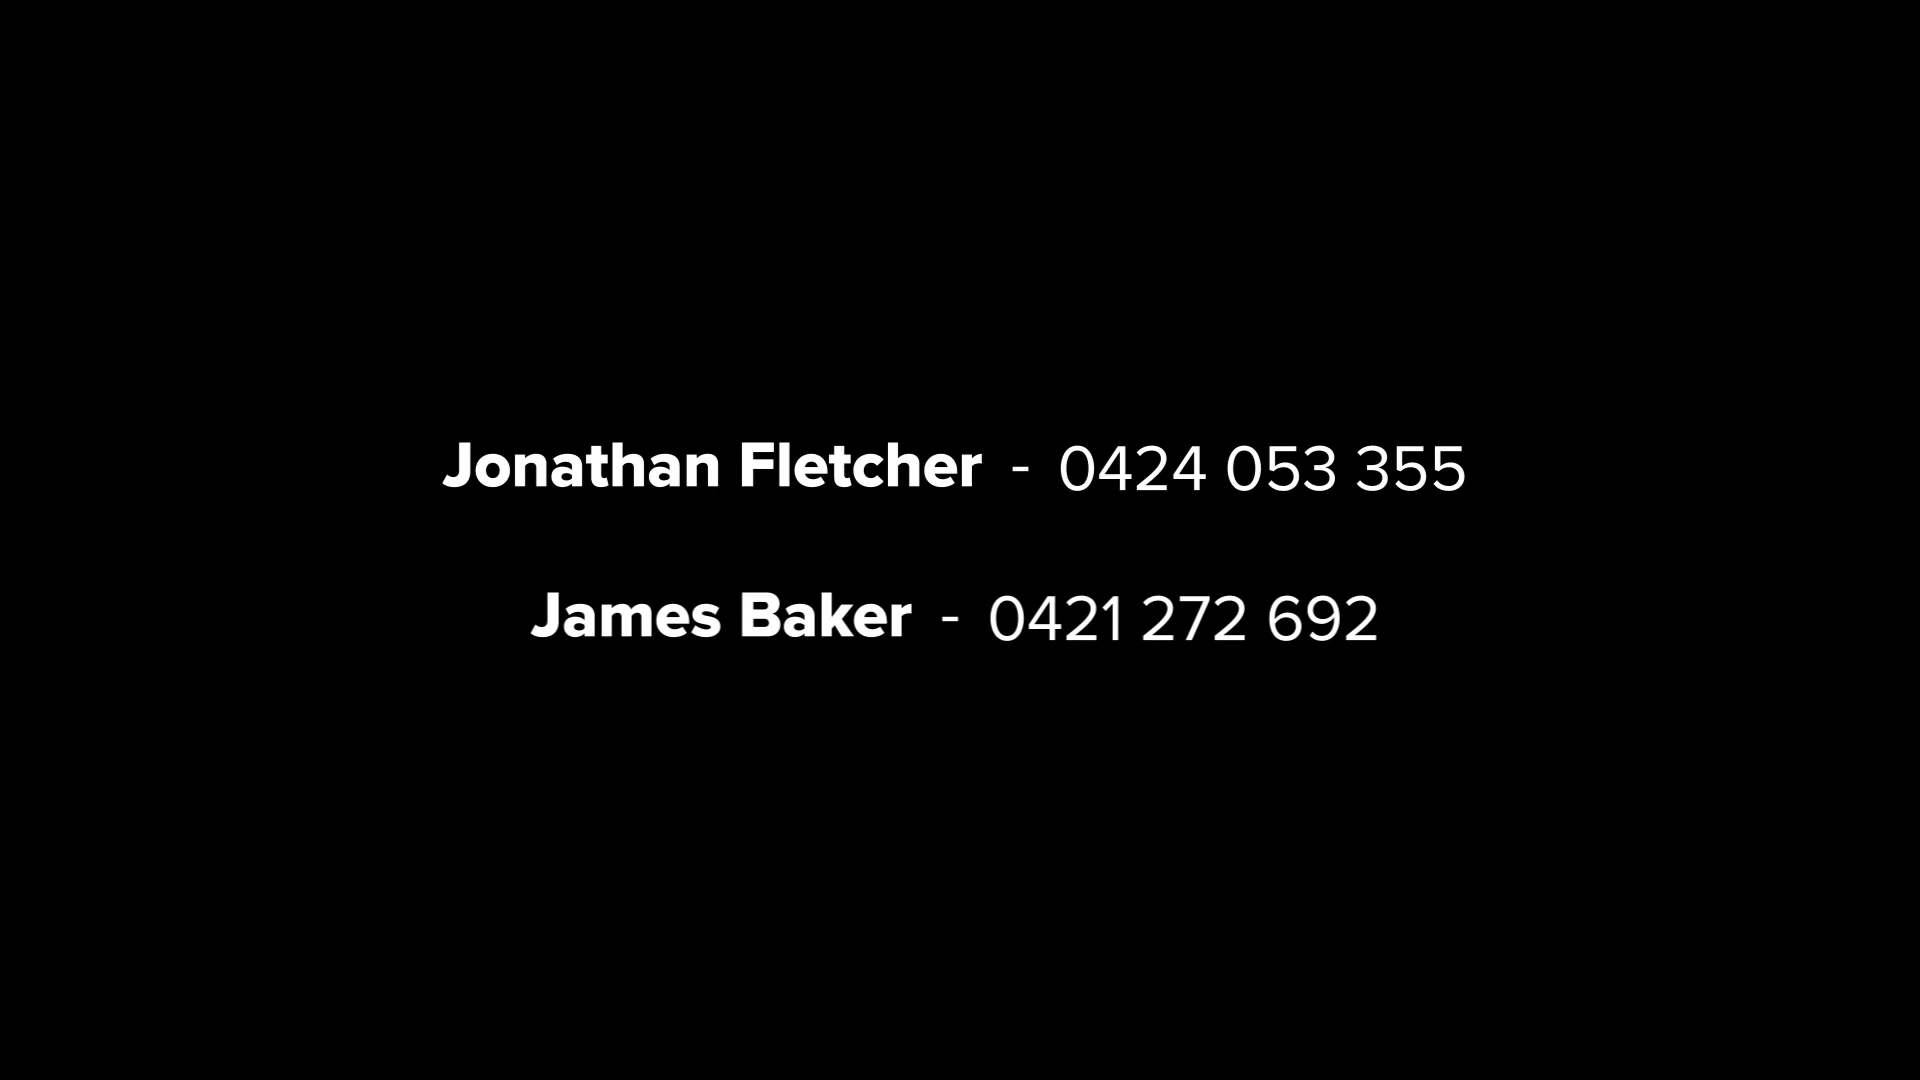 Jonathan Fletcher - 0424 053 355
James Baker - 0421 272 692